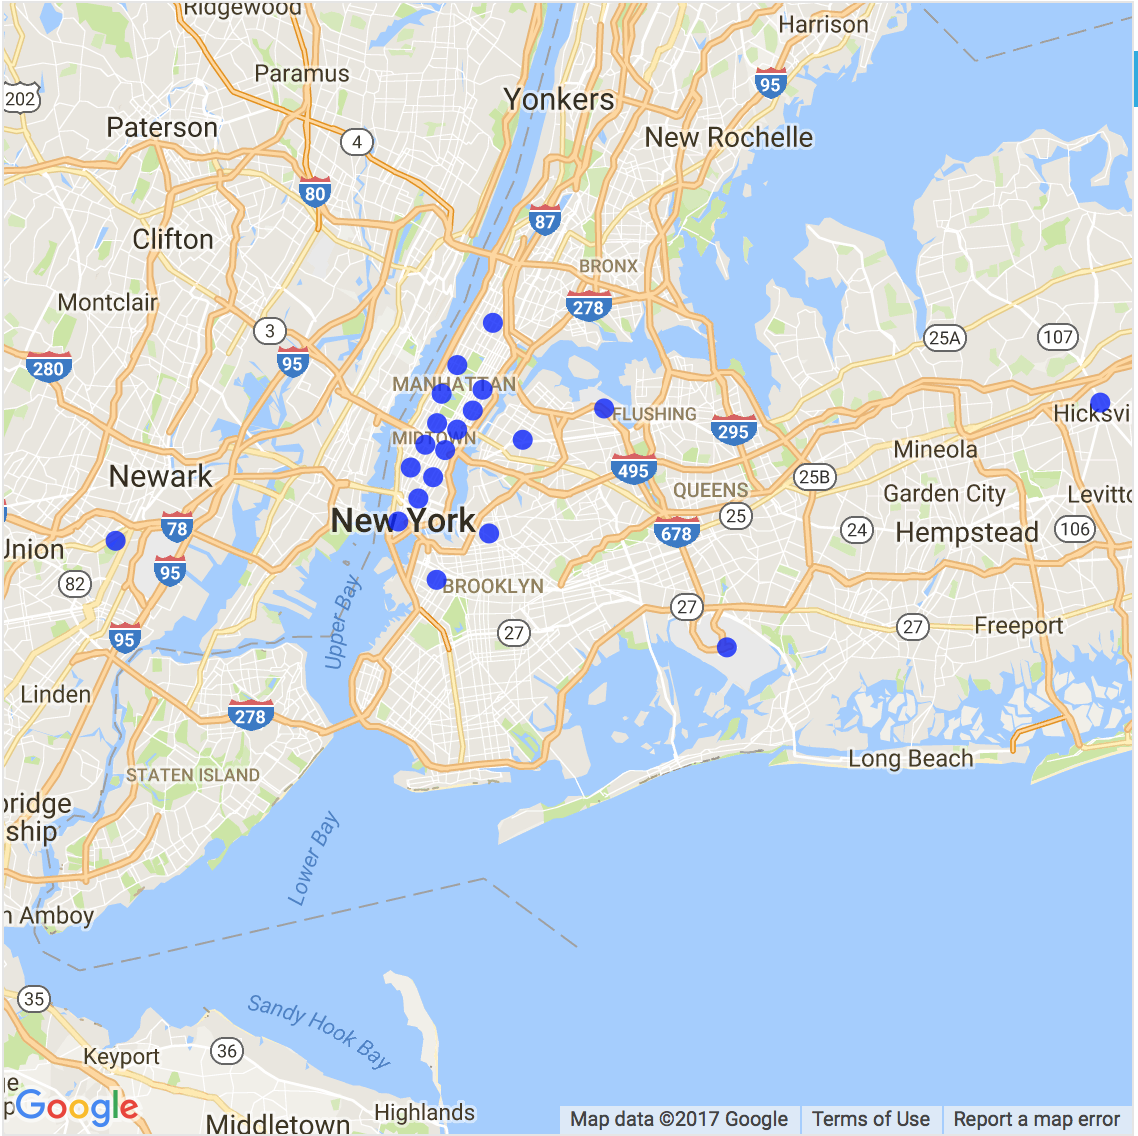 Ridgewood
Harrison
Paramus
95
202
Yonkers
Paterson
4
New Rochelle
80
87
Clifton
BRONX
278
Montclair
3
25A
107
95
280
MANHATTAN
Hicksvi
FLUSHING
295
MIDTOWN
Mineola
495
Newark
25B
QUEENS
Garden City
Levitto
New York
25
78
678
24
106
Hempstead
Union
95
82
BROOKLYN
27
Upper Bay
27
27
Freeport
95
Linden
278
Long Beach
STATEN ISLAND
bridge
ship
Lower Bay
n Amboy
35
Sandy Hook Bay
36
Keyport
ge
p
Google
Highlands
Middletown
Map data ©2017 Google
Terms of Use
Report a map error